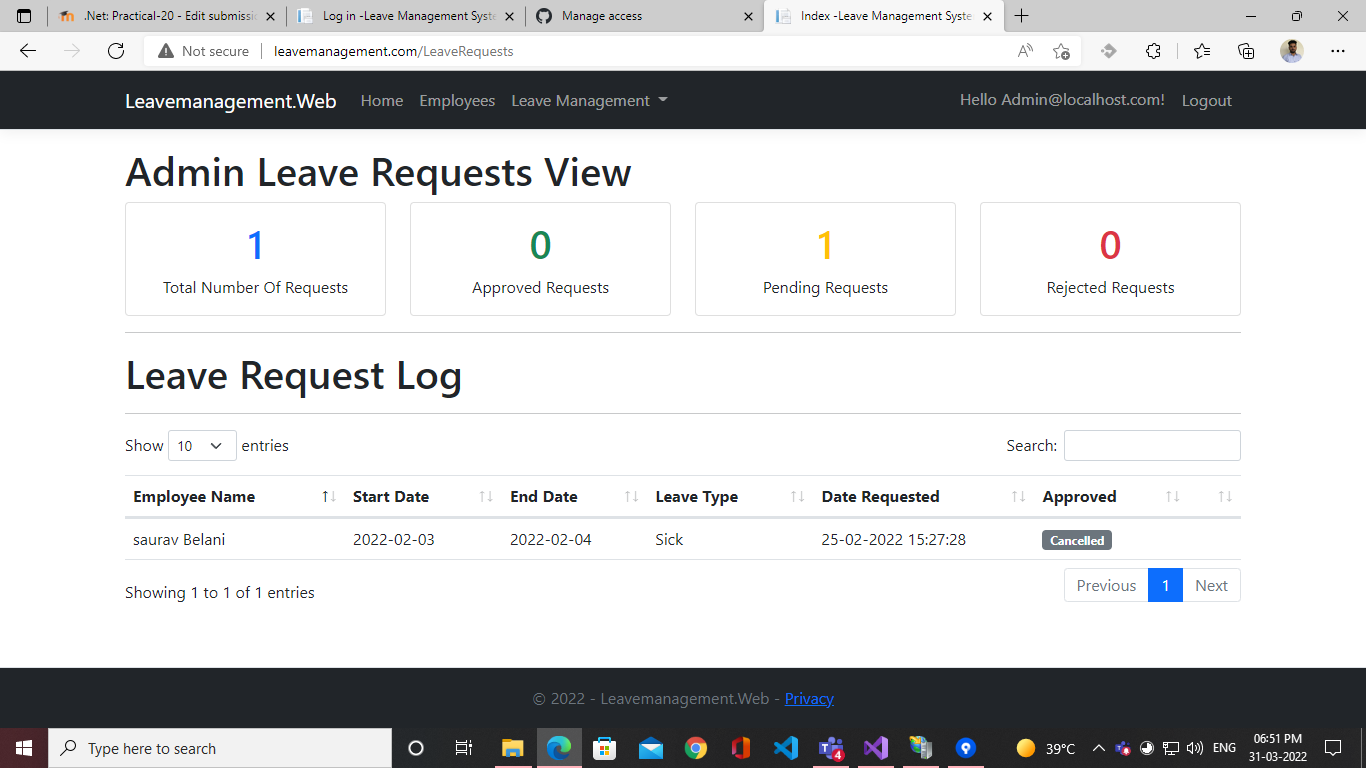 .Net: Practical-20 - Edit submissic
Log in -Leave Management Syste
Manage access
Index -Leave Management Syste
Not secure
leavemanagement.com/LeaveRequests
Leavemanagement.Web
Home
Employees
Leave Management
Hello Admin@localhost.com!
Logout
Admin Leave Requests View
1
0
1
0
Total Number Of Requests
Approved Requests
Pending Requests
Rejected Requests
Leave Request Log
Show 10 entries
Search:
Employee Name Start Date End Date Leave Type Date Requested Approved
saurav Belani 2022-02-03 2022-02-04 Sick 25-02-2022 15:27:28 Cancelled
Showing 1 to 1 of 1 entries
Previous 1 Next
© 2022 - Leavemanagement.Web - Privacy
Type here to search
4
39°C
ENG
06:51 PM
31-03-2022